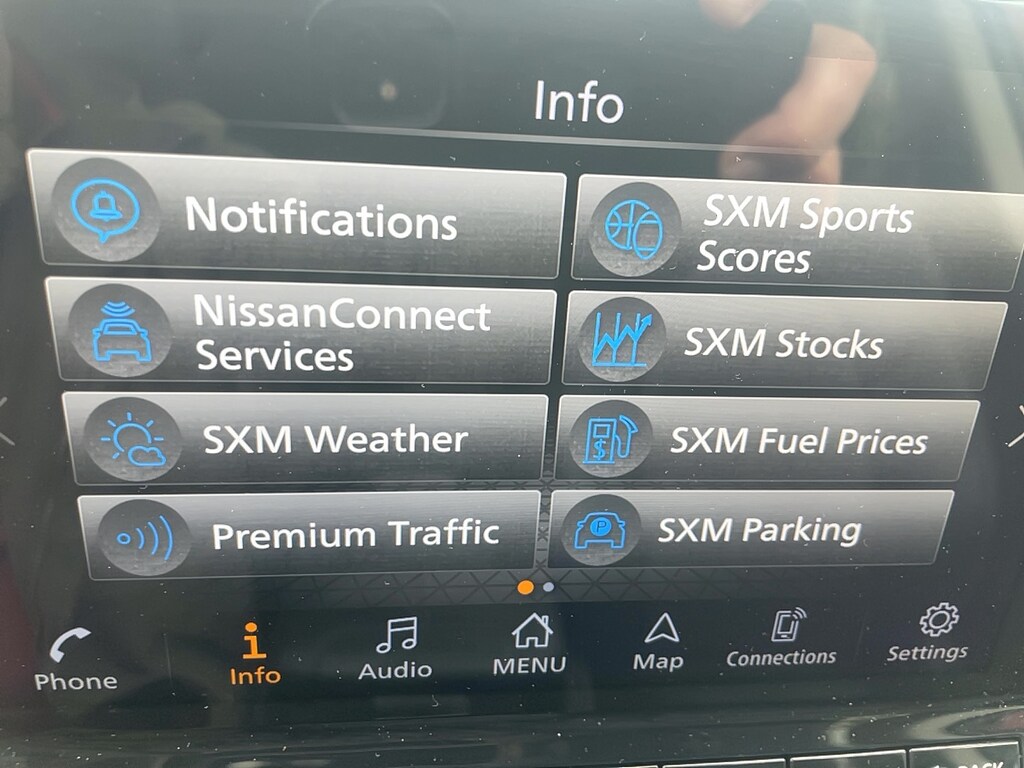 Info
Notifications
SXM Sports
Scores
NissanConnect
Services
SXM Stocks
SXM Weather
SXM Fuel Prices
Premium Traffic
SXM Parking
Phone
Info
Audio
MENU
Map
Connections
Settings
BACK